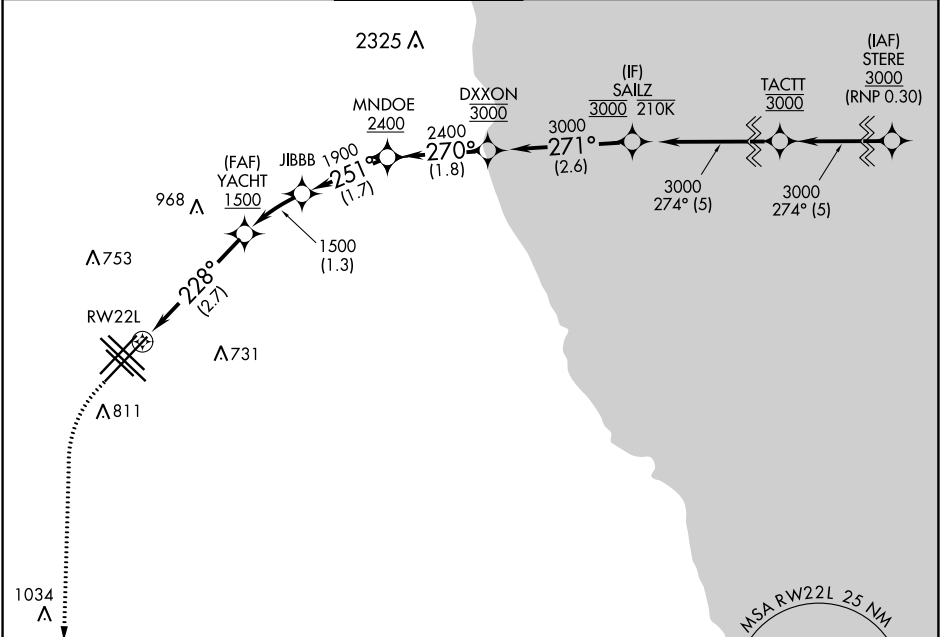 2325
(IAF)
STERE
3000
(RNP 0.30)
(IF)
SAILZ
3000 210K
TACTT
3000
DXXON
3000
MNDOE
2400
3000
271°
(2.6)
2400
270°
(1.8)
1900
251°
(1.7)
JIBBB
(FAF)
YACHT
1500
3000
274° (5)
3000
274° (5)
968
1500
(1.3)
753
228°
(2.7)
RW22L
731
811
1034
MSA RW22L 25 NM